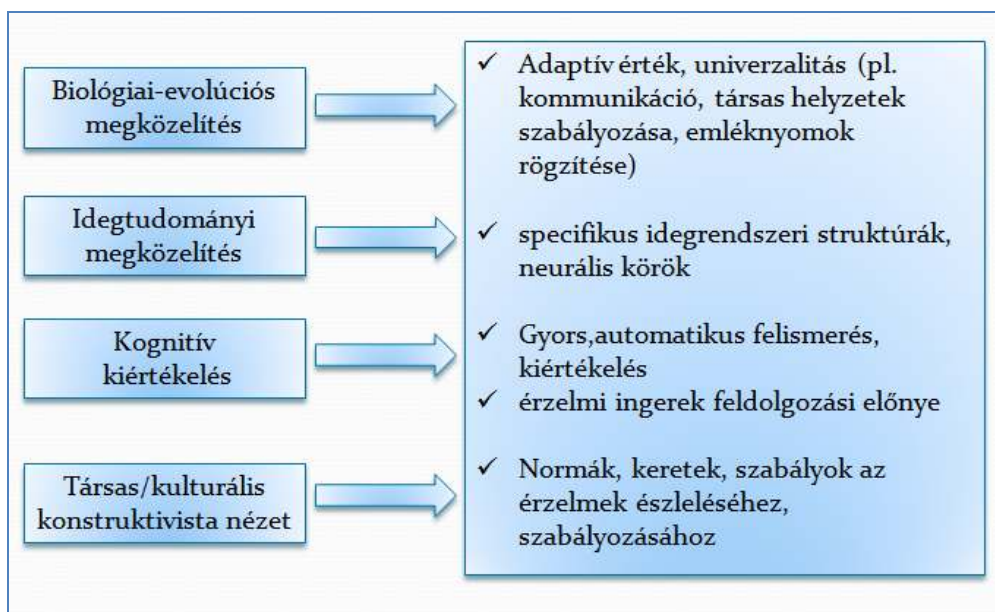 Biológiai-evolúciós
megközelítés
✓ Adaptív érték, univerzalitás (pl.
kommunikáció, társas helyzetek
szabályozása, emléknyomok
rögzítése)
Idegtudományi
megközelítés
✓ specifikus idegrendszeri struktúrák,
neurális körök
Kognitív
kiértékelés
✓ Gyors,automatikus felismerés,
kiértékelés
✓ érzelmi ingerek feldolgozási előnye
Társas/kulturális
konstruktivista nézet
✓ Normák, keretek, szabályok az
érzelmek észleléséhez,
szabályozásához